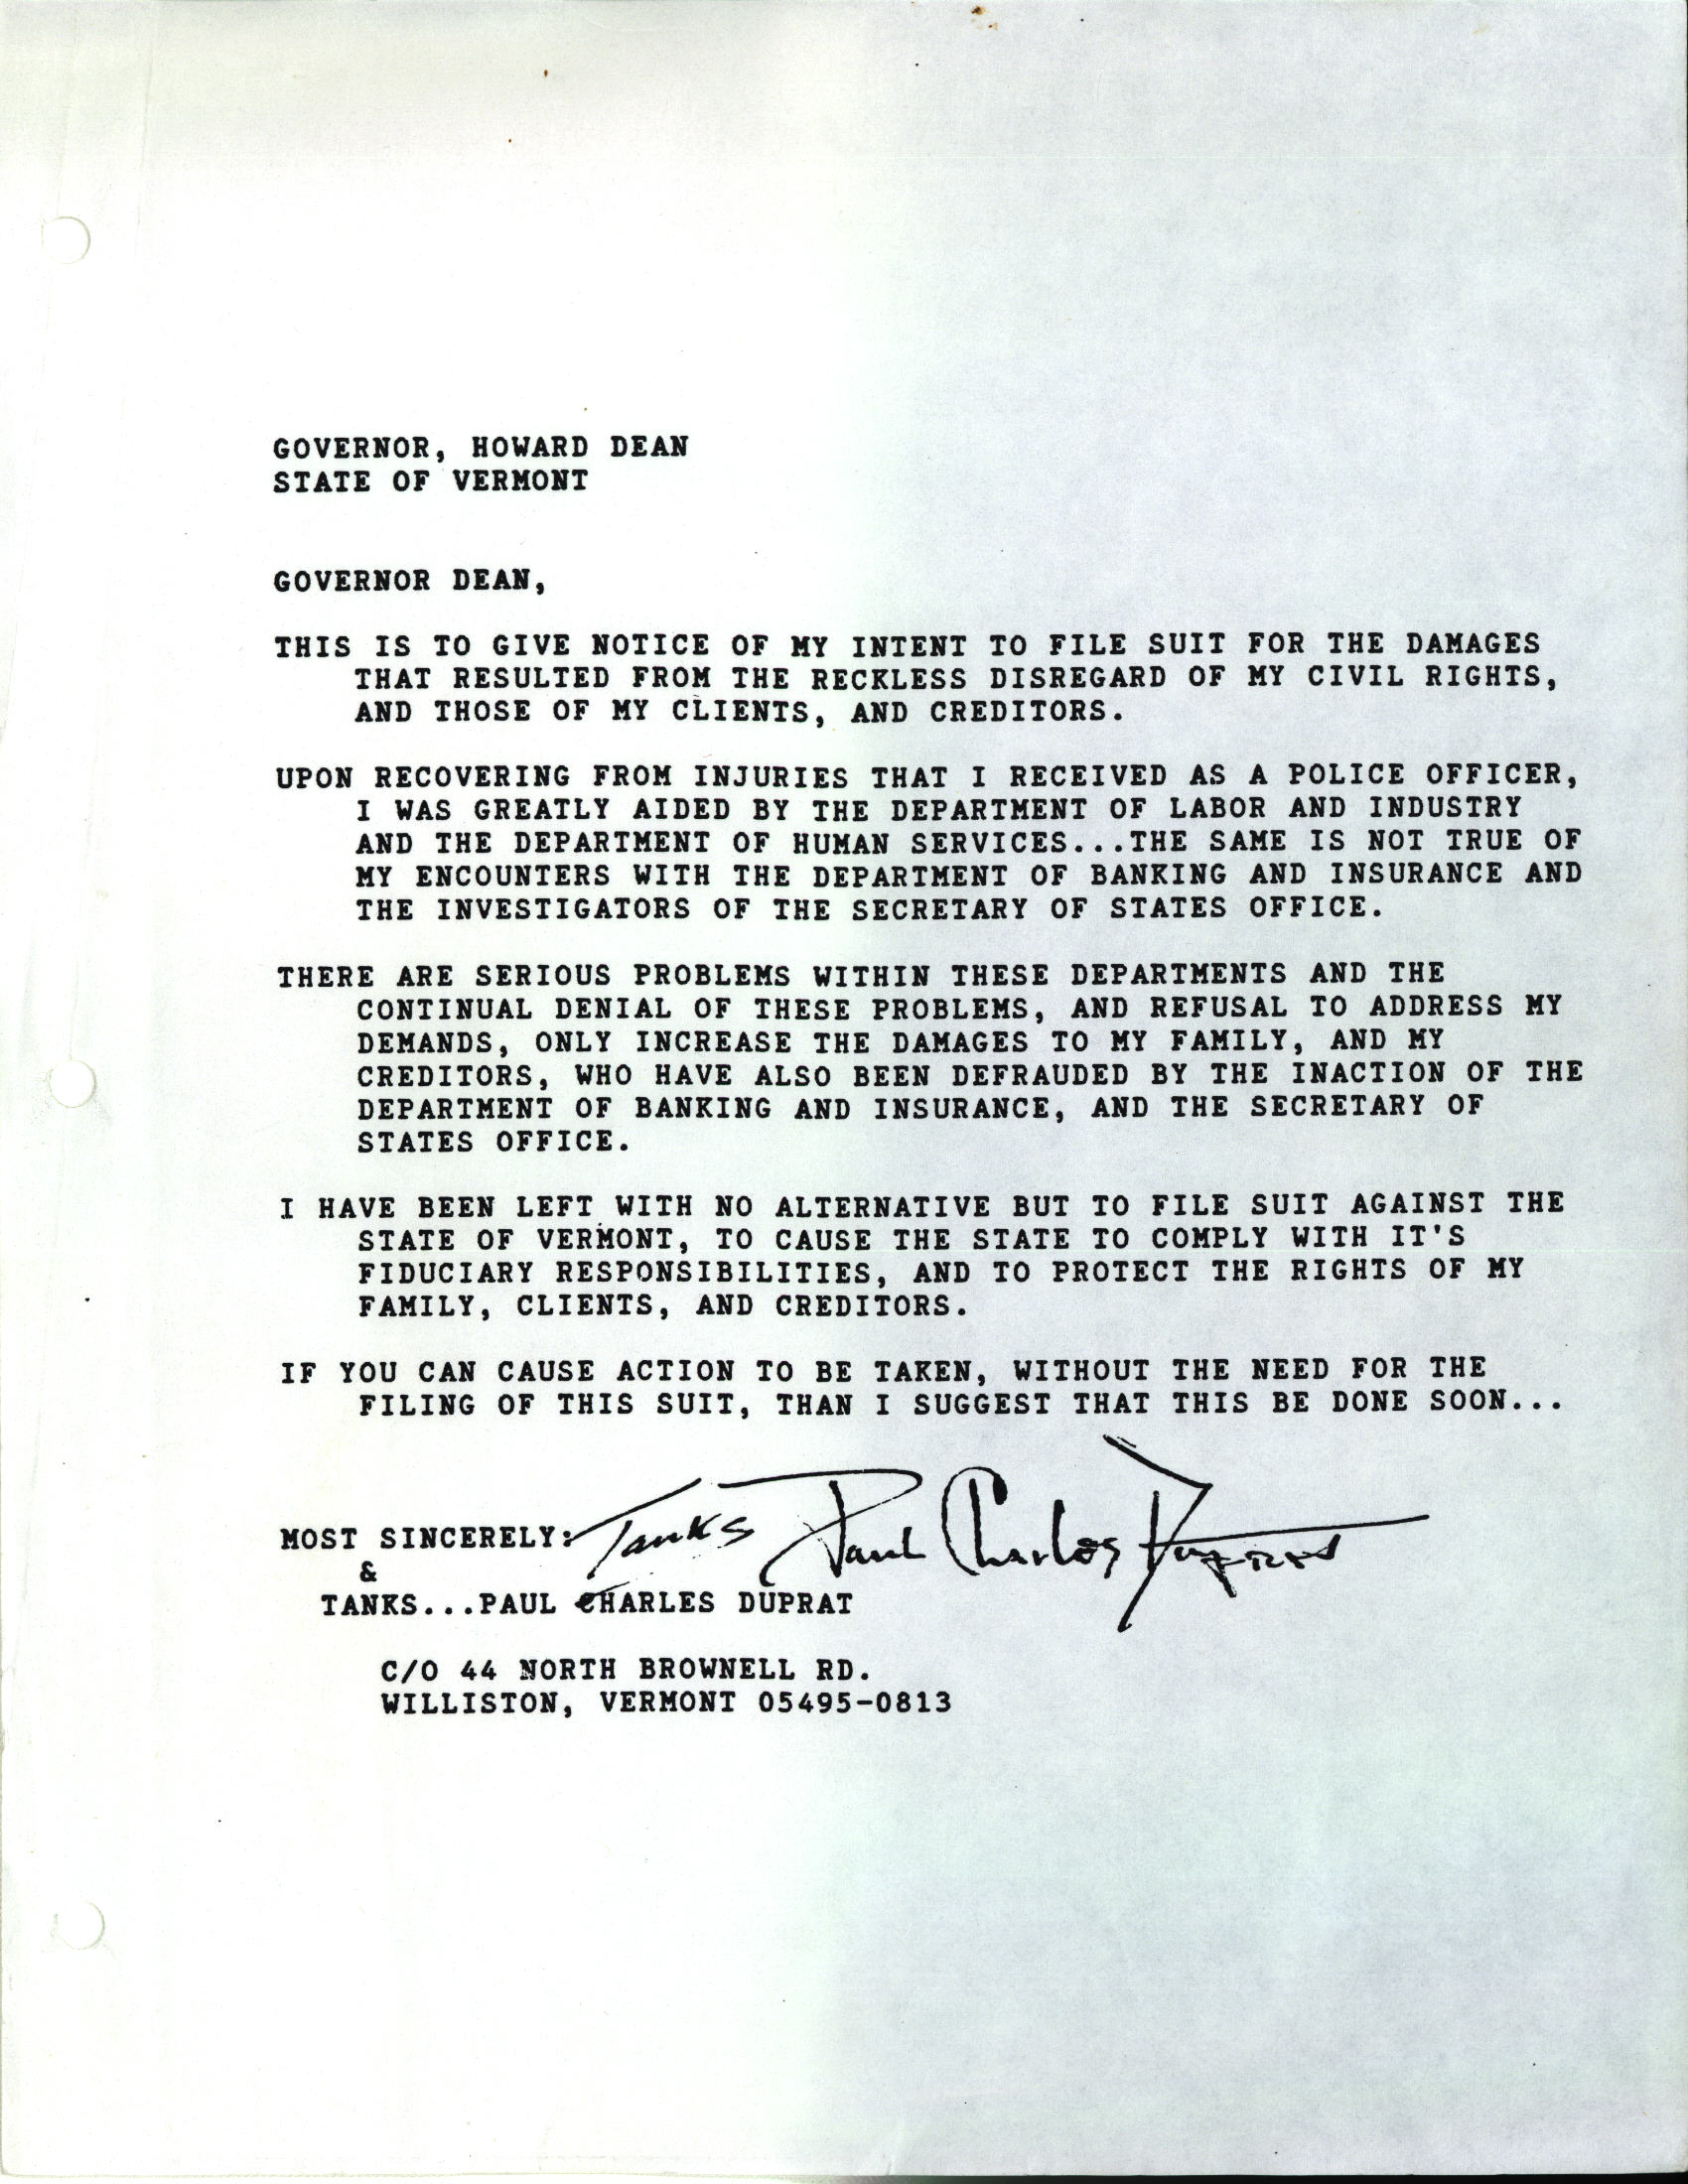 GOVERNOR, HOWARD DEAN
STATE OF VERMONT
GOVERNOR DEAN,
THIS IS TO GIVE NOTICE OF MY INTENT TO FILE SUIT FOR THE DAMAGES
THAT RESULTED FROM THE RECKLESS DISREGARD OF MY CIVIL RIGHTS,
AND THOSE OF MY CLIENTS, AND CREDITORS.
UPON RECOVERING FROM INJURIES THAT I RECEIVED AS A POLICE OFFICER,
I WAS GREATLY AIDED BY THE DEPARTMENT OF LABOR AND INDUSTRY
AND THE DEPARTMENT OF HUMAN SERVICES...THE SAME IS NOT TRUE OF
MY ENCOUNTERS WITH THE DEPARTMENT OF BANKING AND INSURANCE AND
THE INVESTIGATORS OF THE SECRETARY OF STATES OFFICE.
THERE ARE SERIOUS PROBLEMS WITHIN THESE DEPARTMENTS AND THE
CONTINUAL DENIAL OF THESE PROBLEMS, AND REFUSAL TO ADDRESS MY
DEMANDS, ONLY INCREASE THE DAMAGES TO MY FAMILY, AND MY
CREDITORS, WHO HAVE ALSO BEEN DEFRAUDED BY THE INACTION OF THE
DEPARTMENT OF BANKING AND INSURANCE, AND THE SECRETARY OF
STATES OFFICE.
I HAVE BEEN LEFT WITH NO ALTERNATIVE BUT TO FILE SUIT AGAINST THE
STATE OF VERMONT, TO CAUSE THE STATE TO COMPLY WITH IT'S
FIDUCIARY RESPONSIBILITIES, AND TO PROTECT THE RIGHTS OF MY
FAMILY, CLIENTS, AND CREDITORS.
IF YOU CAN CAUSE ACTION TO BE TAKEN, WITHOUT THE NEED FOR THE
FILING OF THIS SUIT, THAN I SUGGEST THAT THIS BE DONE SOON...
MOST SINCERELY: Tanks Paul Charles Duprat
&
TANKS...PAUL CHARLES DUPRAT
C/O 44 NORTH BROWNELL RD.
WILLISTON, VERMONT 05495-0813